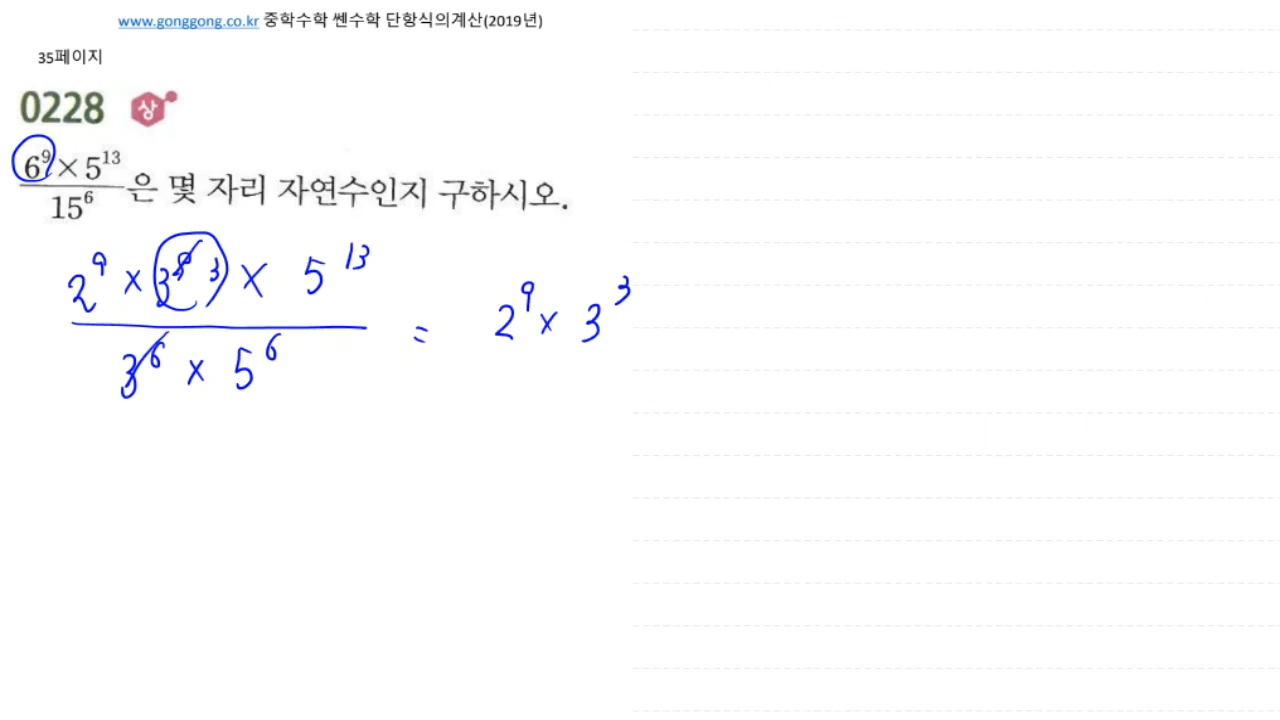 www.gonggong.co.kr 중학수학 쎈수학 단항식의계산(2019년)
35페이지
0228 상
6⁹ × 5¹³ / 15⁶ 은 몇 자리 자연수인지 구하시오.
2⁹ × 3⁹ ³ × 5¹³ / 3⁶ × 5⁶ = 2⁹ × 3³